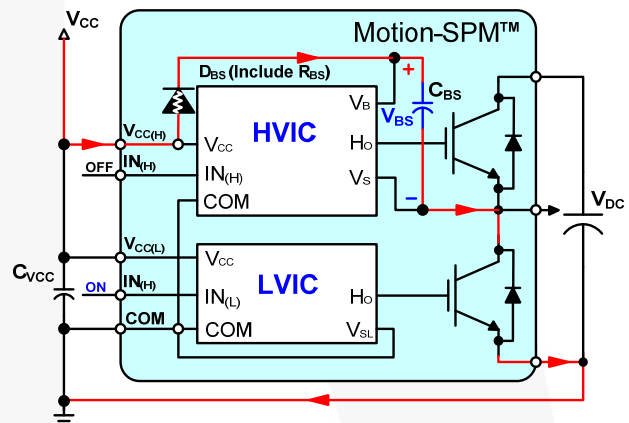 VCC
Motion-SPM™
DBS (Include RBS)
CBS
VBS
+
−
VB
VCC(H)
VCC
HVIC
HO
OFF
IN(H)
IN(H)
VS
COM
VDC
VCC(L)
VCC
LVIC
CVCC
ON
IN(H)
IN(L)
HO
COM
COM
VSL